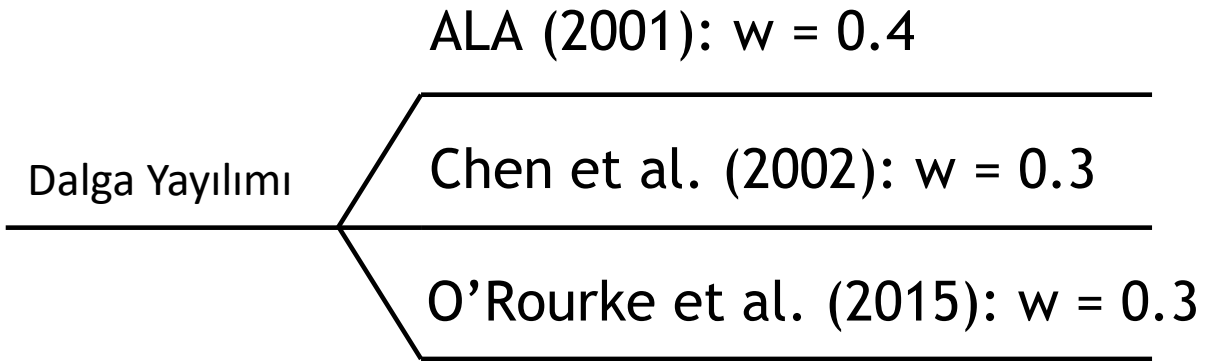 ALA (2001): w = 0.4
Dalga Yayılımı
Chen et al. (2002): w = 0.3
O’Rourke et al. (2015): w = 0.3